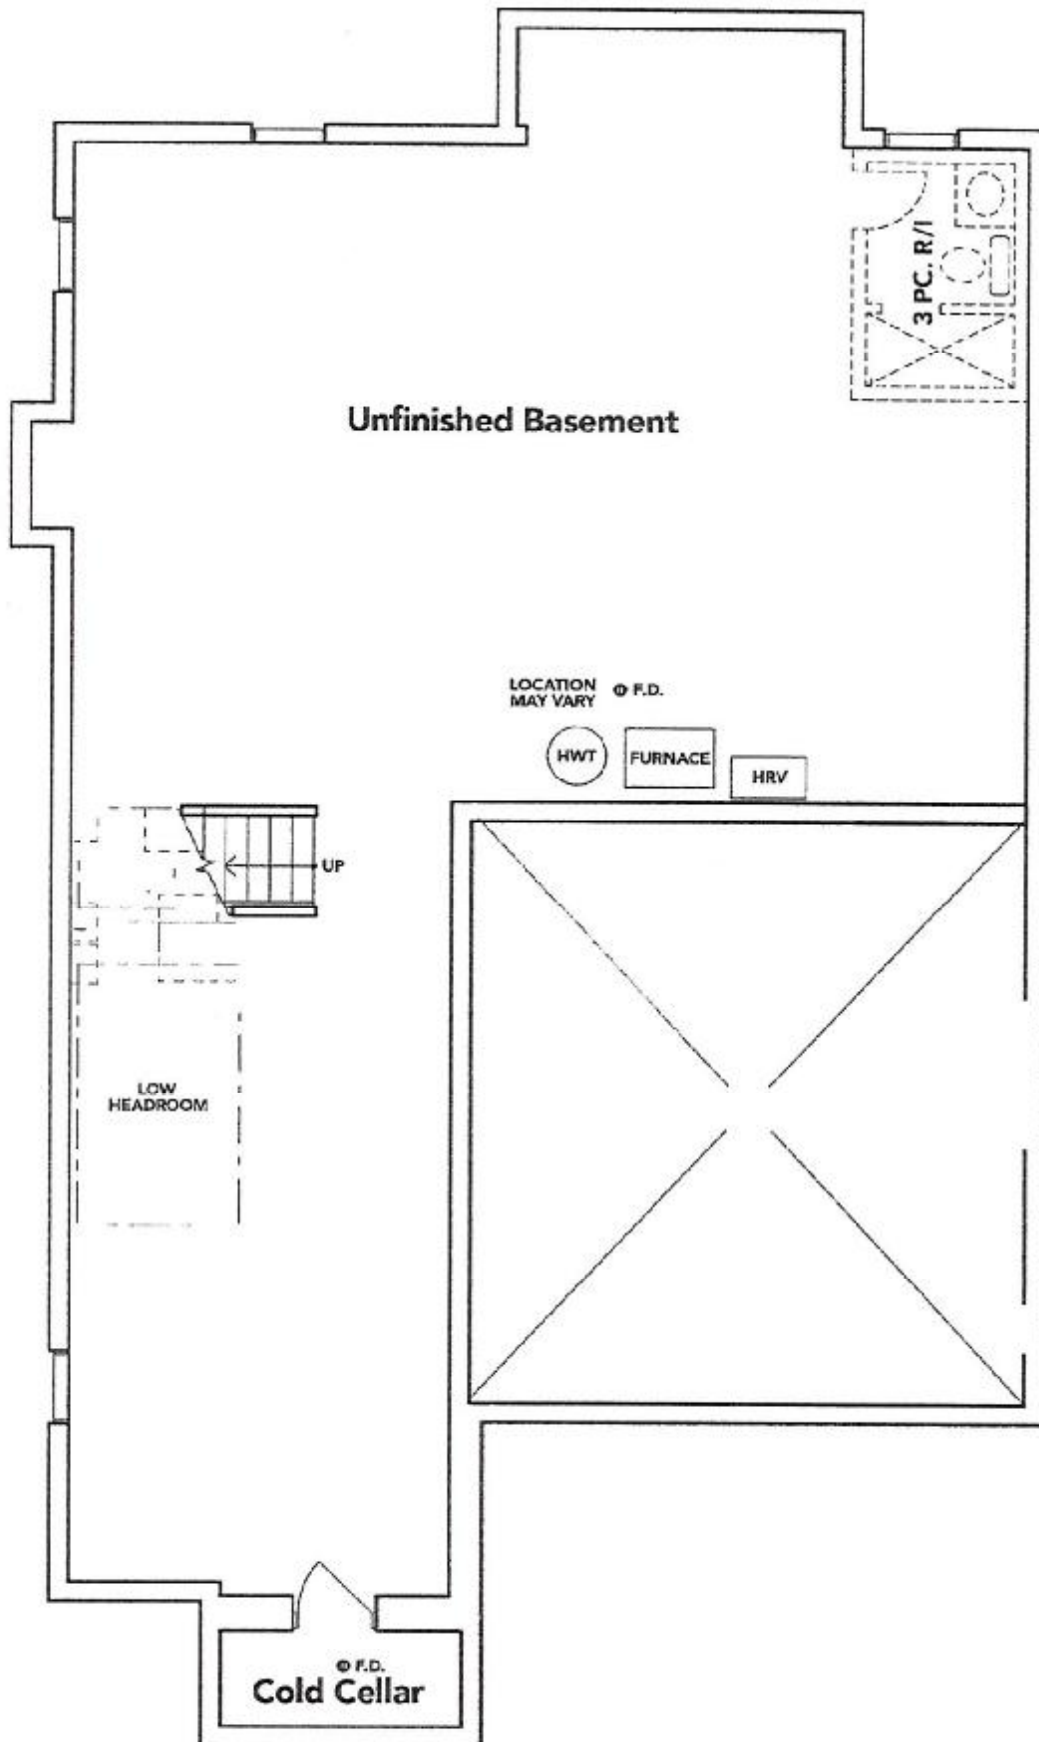 3 PC. R/I
Unfinished Basement
LOCATION
MAY VARY
F.D.
HWT
FURNACE
HRV
UP
LOW
HEADROOM
F.D.
Cold Cellar